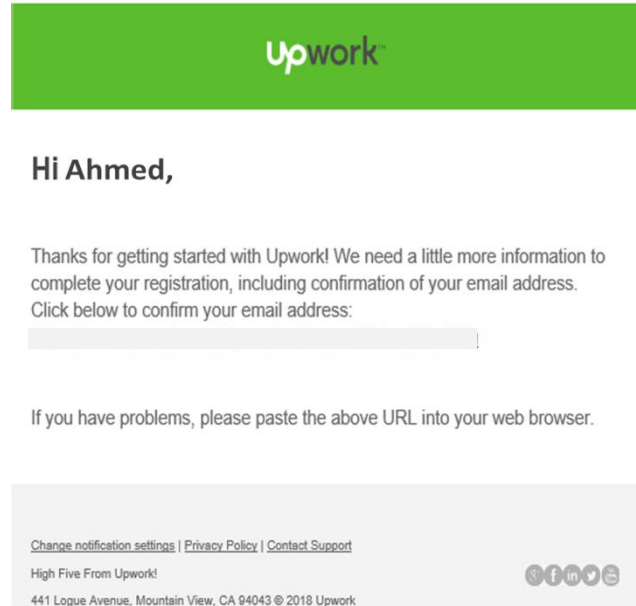 Upwork™
Hi Ahmed,
Thanks for getting started with Upwork! We need a little more information to
complete your registration, including confirmation of your email address.
Click below to confirm your email address:
If you have problems, please paste the above URL into your web browser.
Change notification settings | Privacy Policy | Contact Support
High Five From Upwork!
441 Logue Avenue, Mountain View, CA 94043 © 2018 Upwork